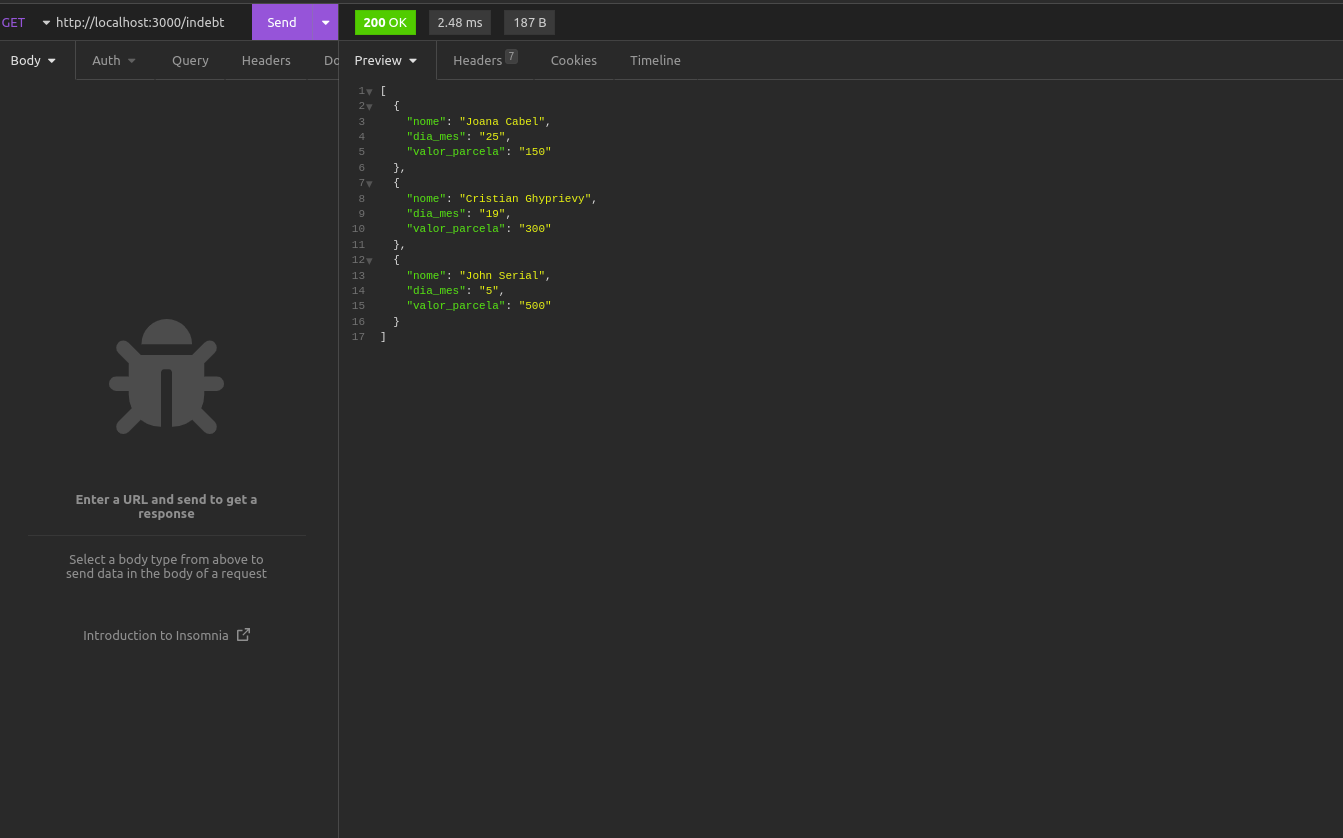 GET http://localhost:3000/indebt Send 200 OK 2.48 ms 187 B
Body Auth Query Headers Do Preview Headers 7 Cookies Timeline
1 [
2 {
3 "nome": "Joana Cabel",
4 "dia_mes": "25",
5 "valor_parcela": "150"
6 },
7 {
8 "nome": "Cristian Ghyprievy",
9 "dia_mes": "19",
10 "valor_parcela": "300"
11 },
12 {
13 "nome": "John Serial",
14 "dia_mes": "5",
15 "valor_parcela": "500"
16 }
17 ]
Enter a URL and send to get a
response
Select a body type from above to
send data in the body of a request
Introduction to Insomnia